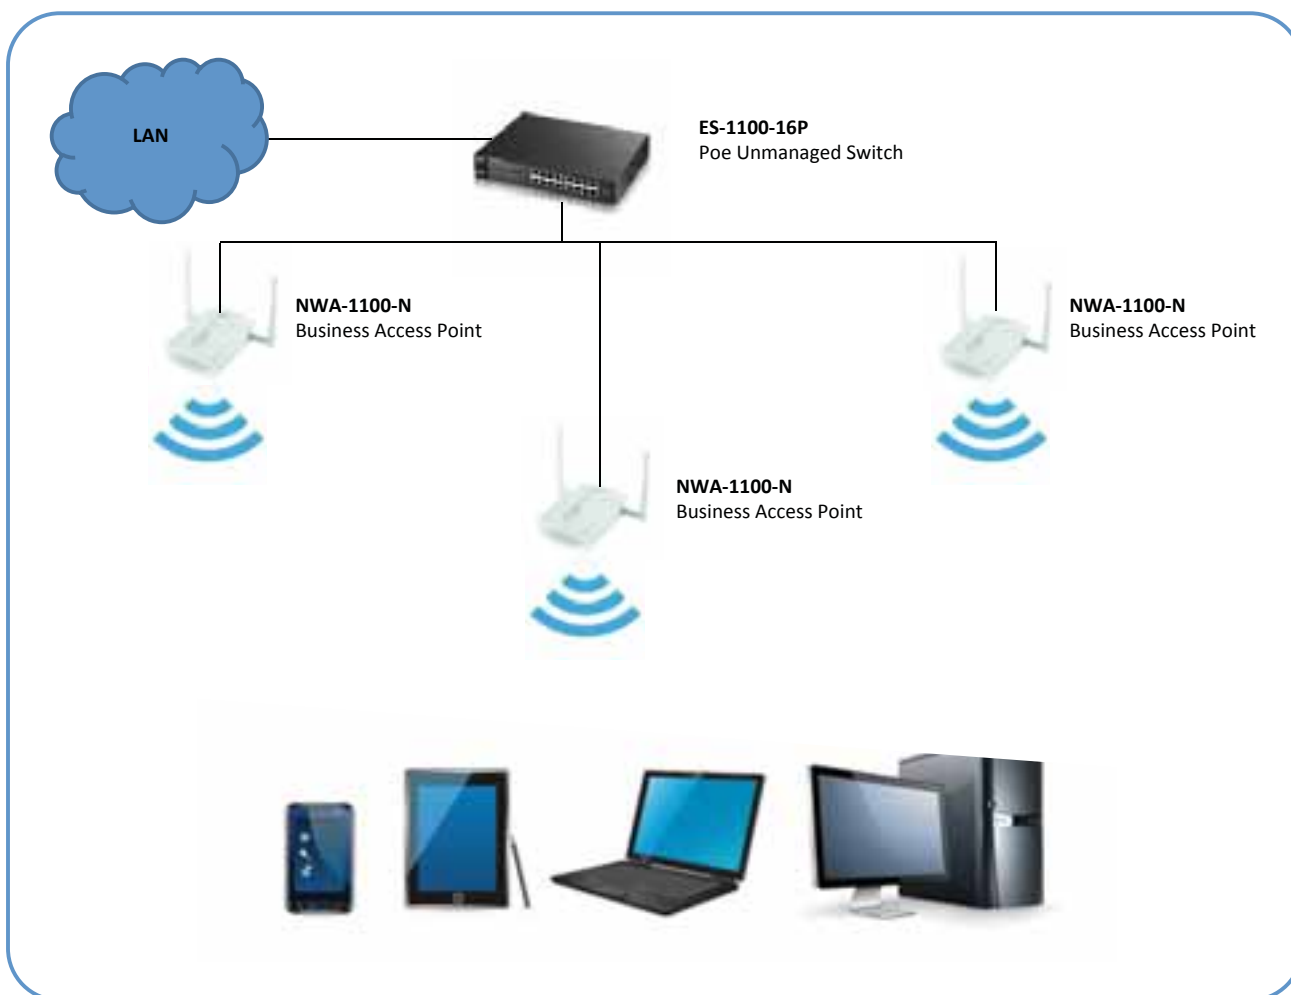 LAN
ES-1100-16P
Poe Unmanaged Switch
NWA-1100-N
Business Access Point
NWA-1100-N
Business Access Point
NWA-1100-N
Business Access Point